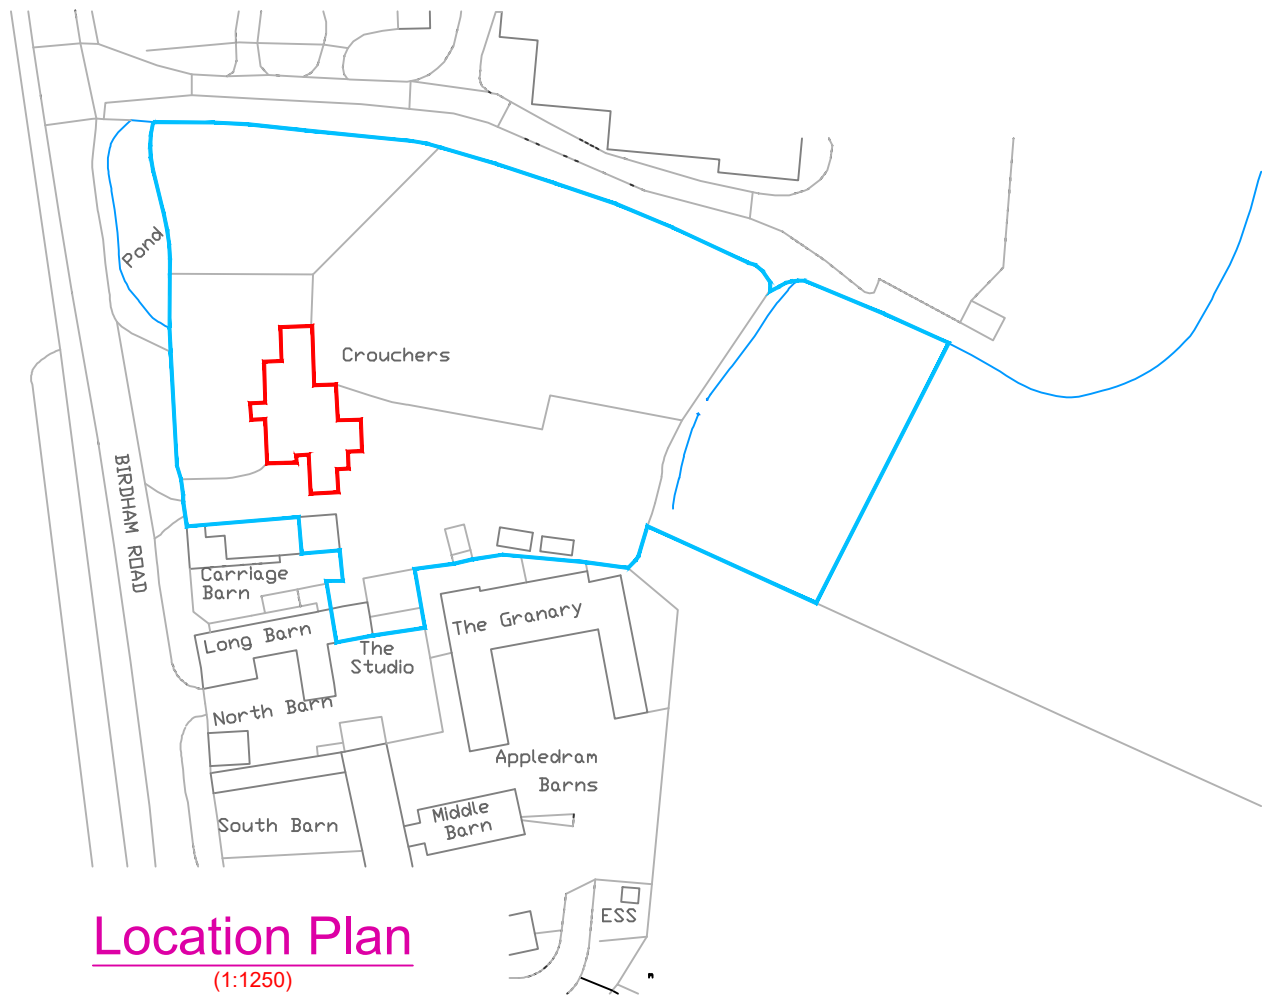 Pond
Crouchers
BIRDHAM ROAD
Carriage
Barn
Long Barn
The
Studio
The Granary
North Barn
Appledram
Barns
South Barn
Middle
Barn
ESS
Location Plan
(1:1250)